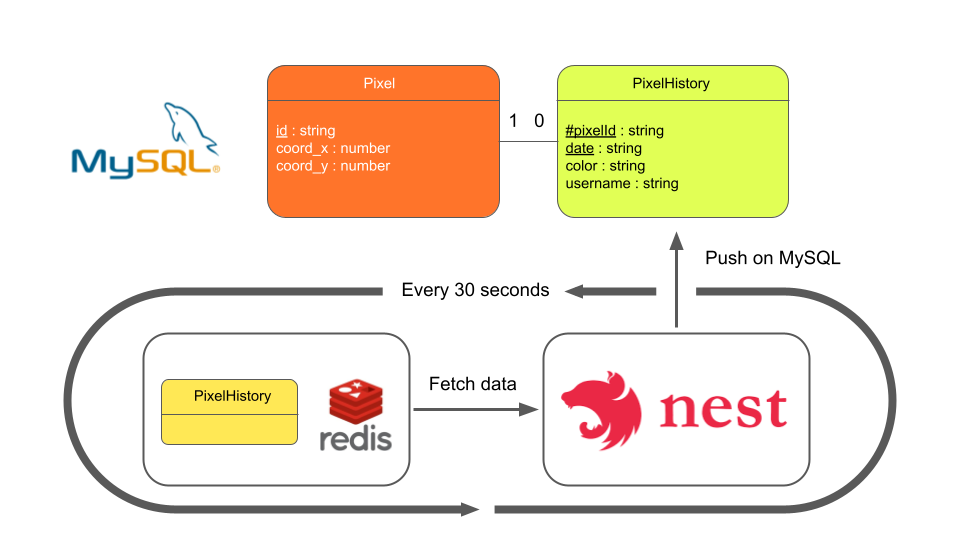 Pixel
id : string
coord_x : number
coord_y : number
1 0
PixelHistory
#pixelId : string
date : string
color : string
username : string
MySQL®
Push on MySQL
Every 30 seconds
PixelHistory
redis
Fetch data
nest